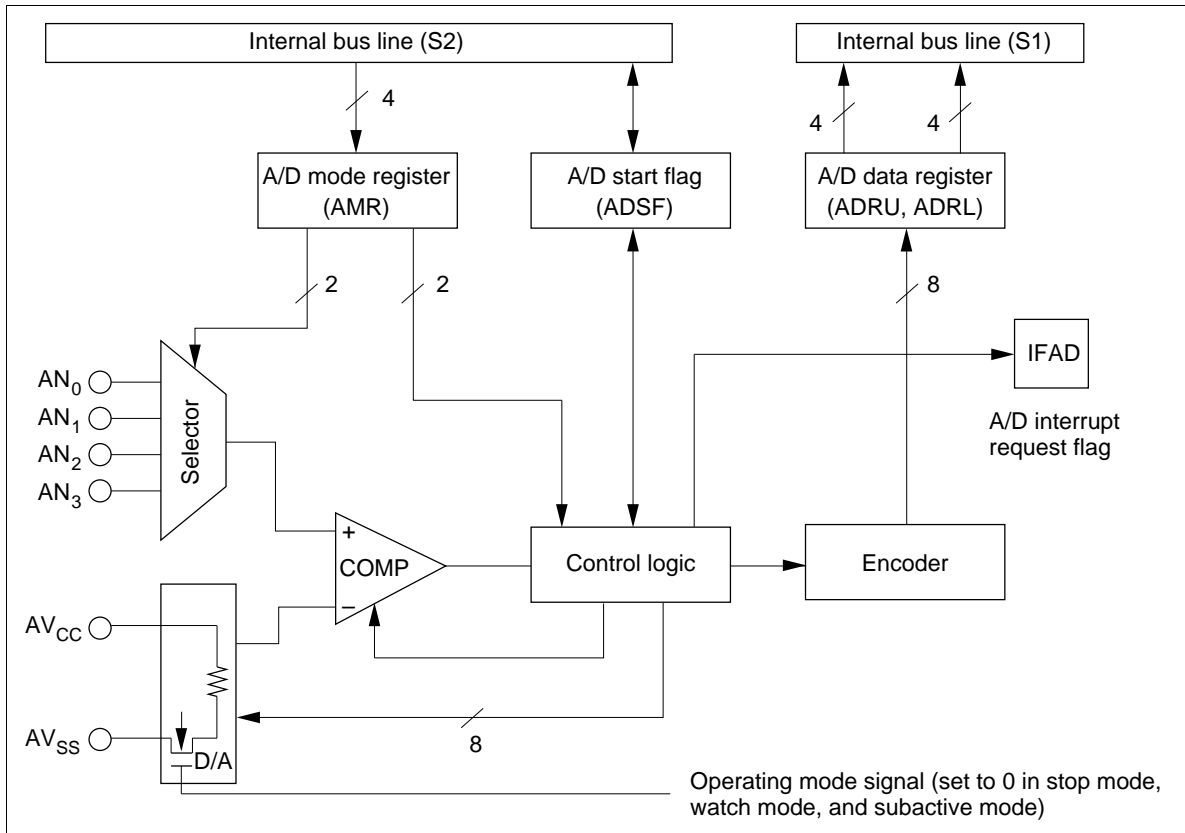 Internal bus line (S2)
Internal bus line (S1)
4
4
4
A/D mode register
(AMR)
A/D start flag
(ADSF)
A/D data register
(ADRU, ADRL)
2
2
8
IFAD
A/D interrupt
request flag
AN0
AN1
AN2
AN3
Selector
+
COMP
−
Control logic
Encoder
AVCC
AVSS
D/A
8
Operating mode signal (set to 0 in stop mode,
watch mode, and subactive mode)